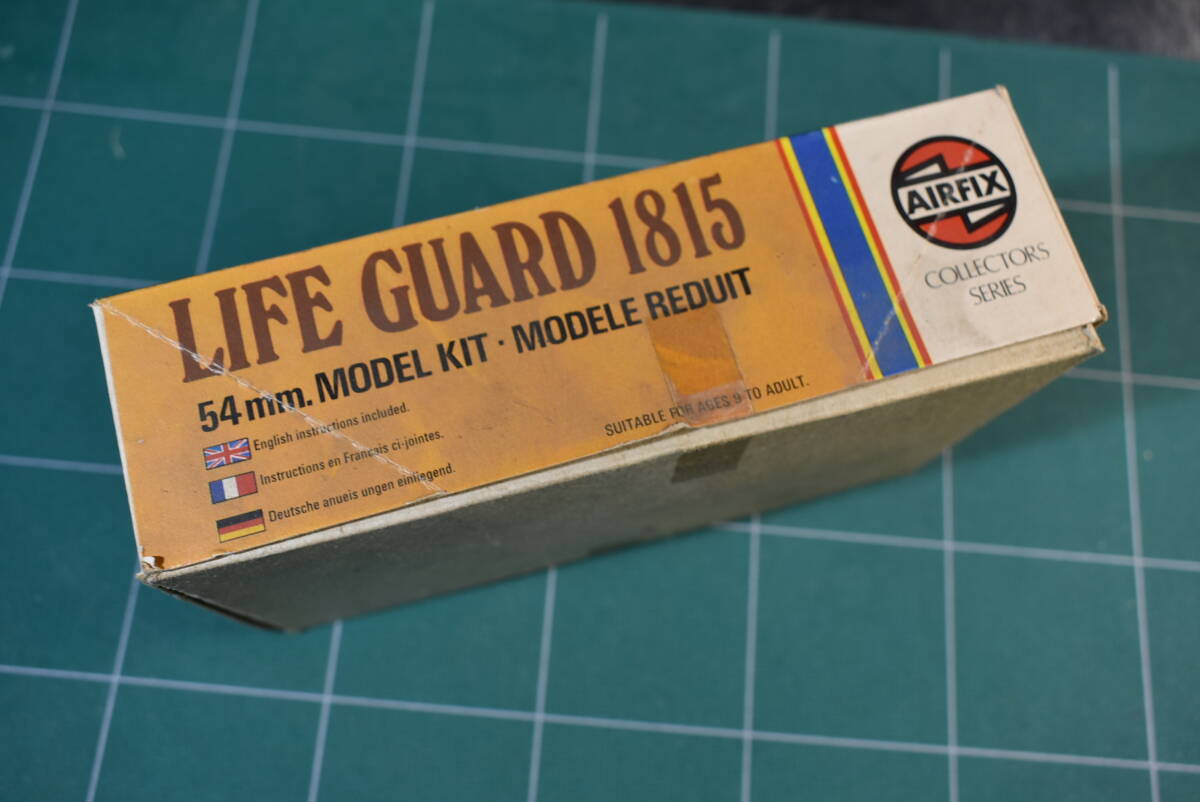 LIFE GUARD 1815
54 mm. MODEL KIT · MODELE REDUIT
English instructions included.
Instructions en Francais ci-jointes.
Deutsche anueis ungen einliegend.
SUITABLE FOR AGES 9 TO ADULT.
AIRFIX
COLLECTORS
SERIES